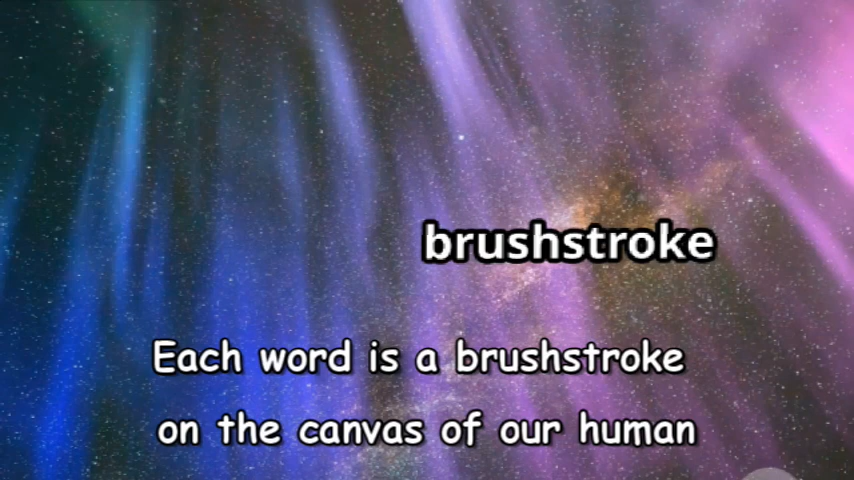 brushstroke
Each word is a brushstroke
on the canvas of our human